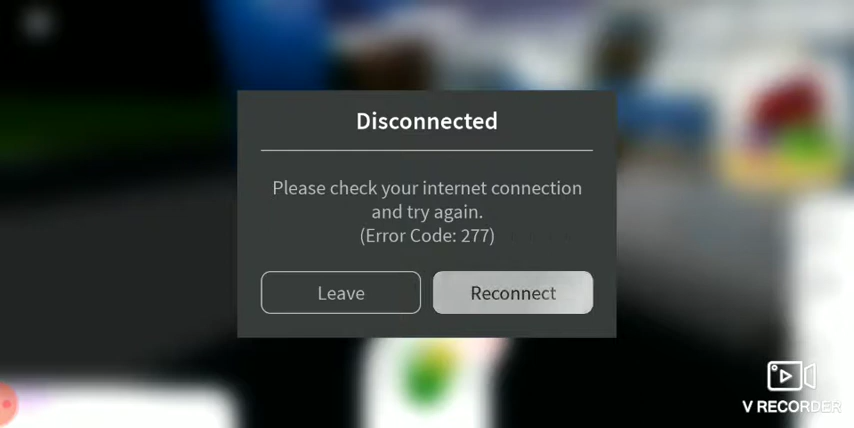 Disconnected
Please check your internet connection
and try again.
(Error Code: 277)
Leave
Reconnect
V RECORDER